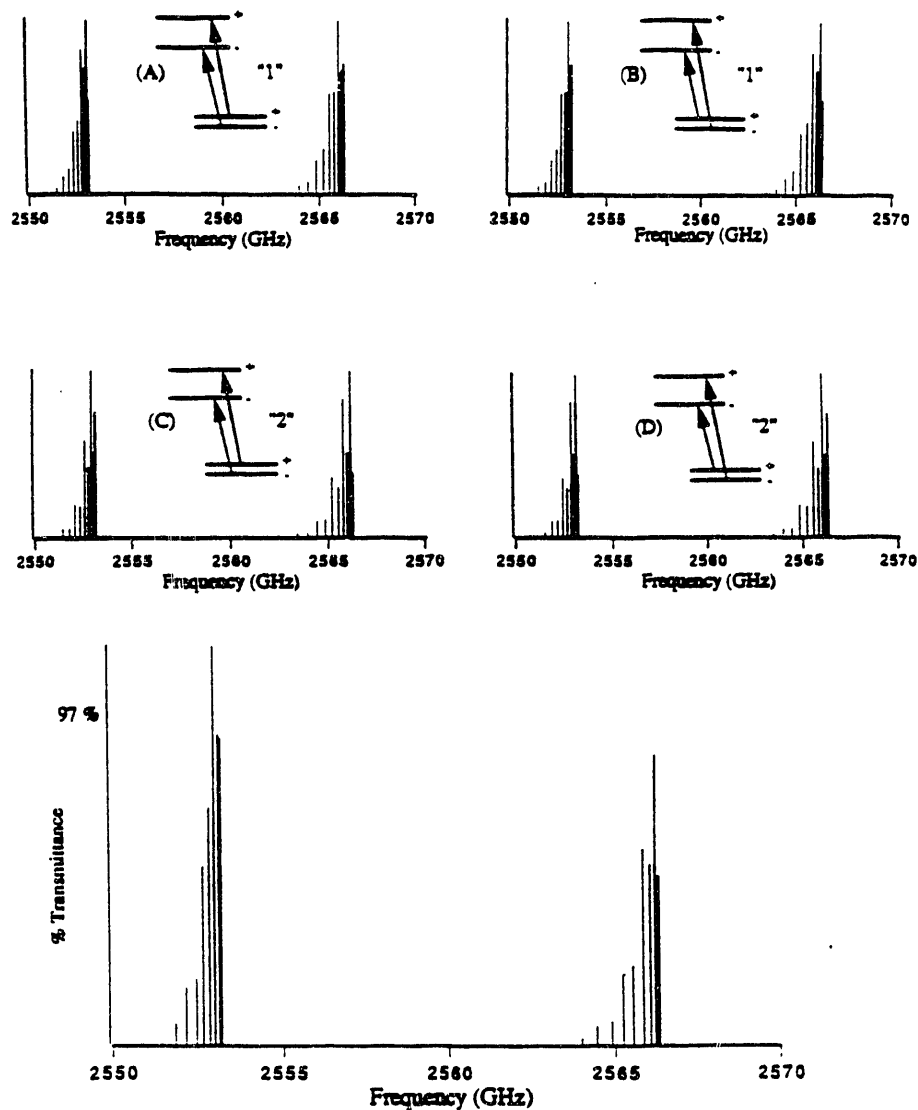 +
-
(A)
"1"
+
-
2550 2555 2560 2565 2570
Frequency (GHz)
+
-
(B)
"1"
+
-
2550 2555 2560 2565 2570
Frequency (GHz)
+
-
(C)
"2"
+
-
2550 2555 2560 2565 2570
Frequency (GHz)
+
-
(D)
"2"
+
-
2550 2555 2560 2565 2570
Frequency (GHz)
97 %
% Transmittance
2550 2555 2560 2565 2570
Frequency (GHz)